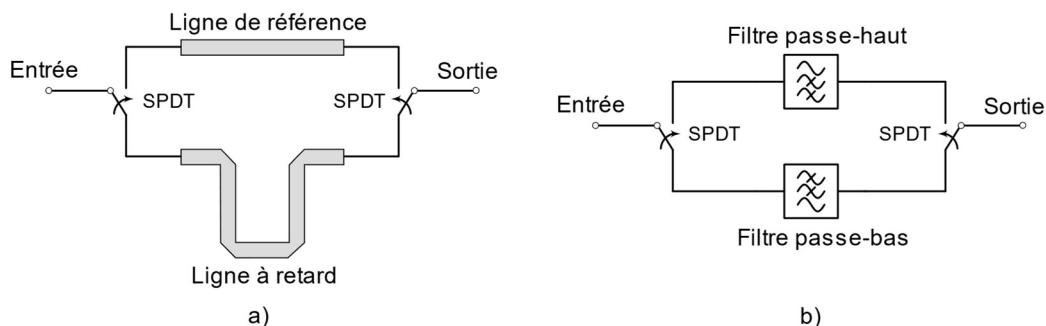 Ligne de référence
Entrée
Sortie
SPDT
SPDT
Ligne à retard
a)
Filtre passe-haut
Entrée
Sortie
SPDT
SPDT
Filtre passe-bas
b)